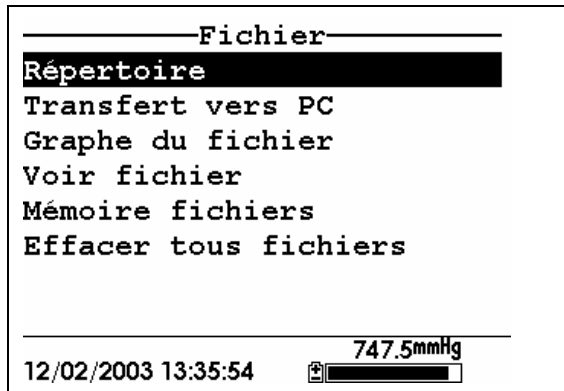 Fichier
Répertoire
Transfert vers PC
Graphe du fichier
Voir fichier
Mémoire fichiers
Effacer tous fichiers
747.5mmHg
12/02/2003 13:35:54